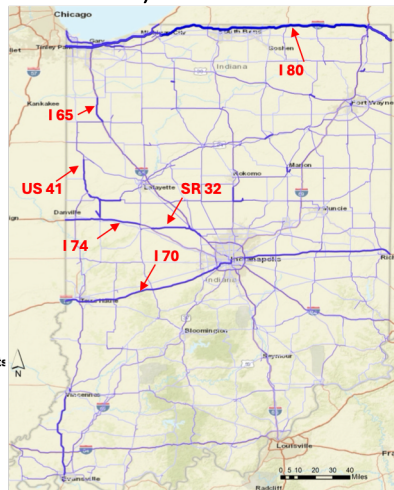 Chicago
Gary
South Bend
Tinley Park
Goshen
I 80
Indiana
Kankakee
Fort Wayne
I 65
Kokomo
Marion
US 41
Lafayette
SR 32
Danville
Muncie
I 74
I 70
Indianapolis
Indiana
Terre Haute
Bloomington
N
Seymour
Vincennes
Louisville
Evansville
0 5 10 20 30 40
Miles
Radcliff